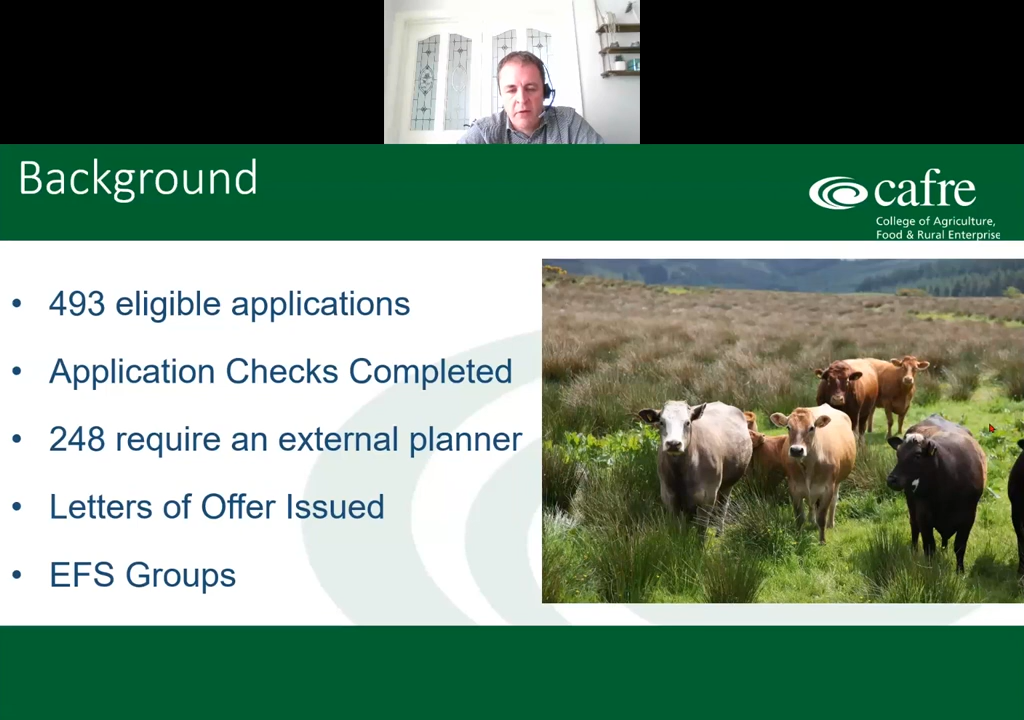 Background
cafre
College of Agriculture,
Food & Rural Enterprise
• 493 eligible applications
• Application Checks Completed
• 248 require an external planner
• Letters of Offer Issued
• EFS Groups